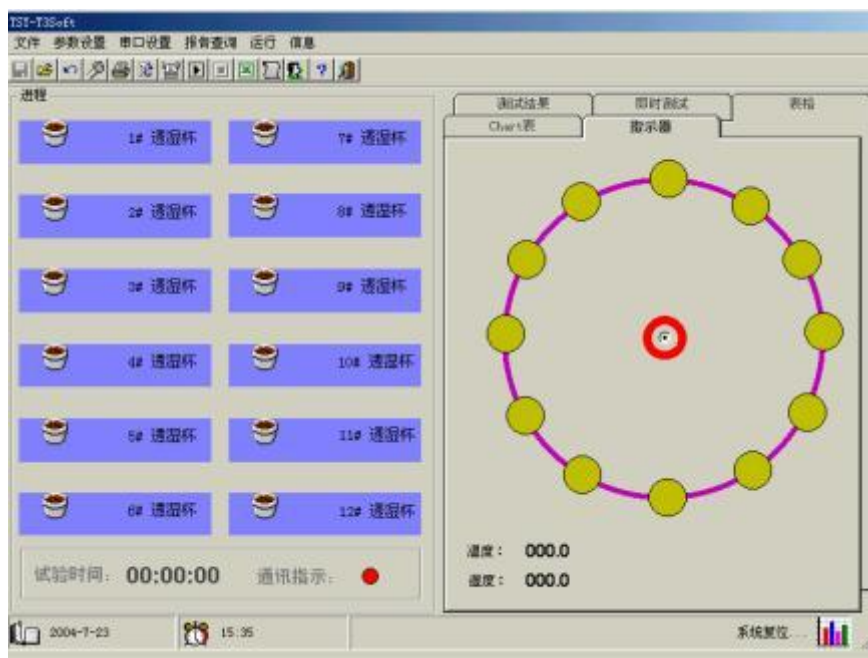 TSY-T3Soft
文件 参数设置 串口设置 报告查询 运行 信息
进程
测试结果 即时测试 表格
Chart表 指示器
1# 透湿杯 7# 透湿杯
2# 透湿杯 8# 透湿杯
3# 透湿杯 9# 透湿杯
4# 透湿杯 10# 透湿杯
5# 透湿杯 11# 透湿杯
6# 透湿杯 12# 透湿杯
温度: 000.0
湿度: 000.0
试验时间: 00:00:00 通讯指示:
2004-7-23 15:35 系统复位...